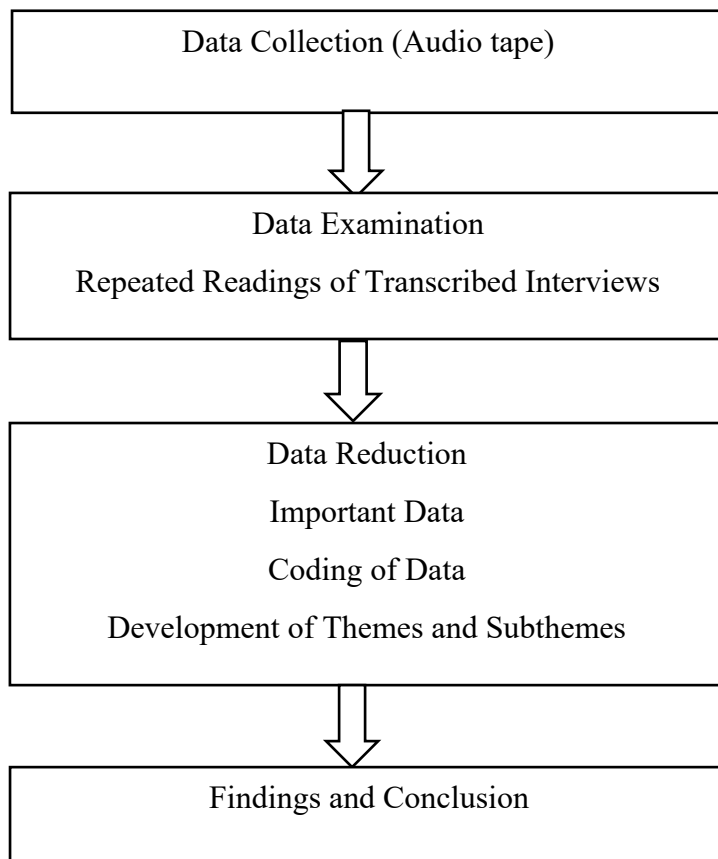 Data Collection (Audio tape)
Data Examination
Repeated Readings of Transcribed Interviews
Data Reduction
Important Data
Coding of Data
Development of Themes and Subthemes
Findings and Conclusion